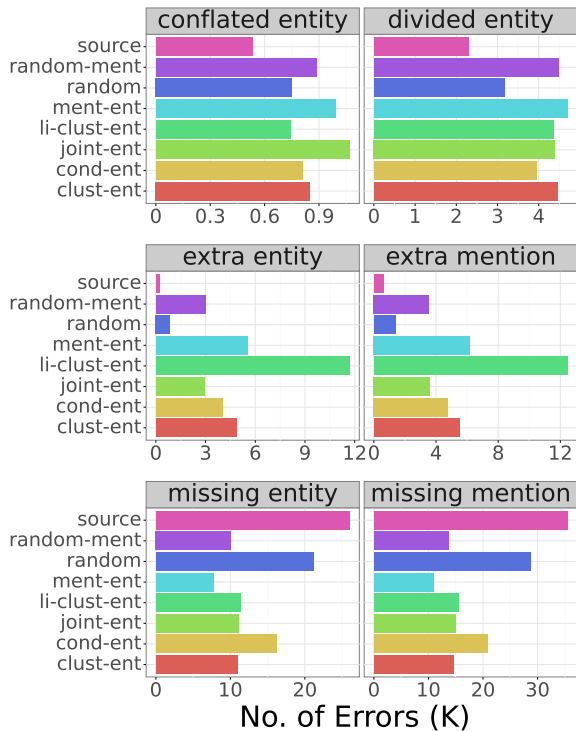 conflated entity divided entity
source
random-ment
random
ment-ent
li-clust-ent
joint-ent
cond-ent
clust-ent
0 0.3 0.6 0.9 0 1 2 3 4
extra entity extra mention
source
random-ment
random
ment-ent
li-clust-ent
joint-ent
cond-ent
clust-ent
0 3 6 9 12 0 4 8 12
missing entity missing mention
source
random-ment
random
ment-ent
li-clust-ent
joint-ent
cond-ent
clust-ent
0 10 20 0 10 20 30
No. of Errors (K)